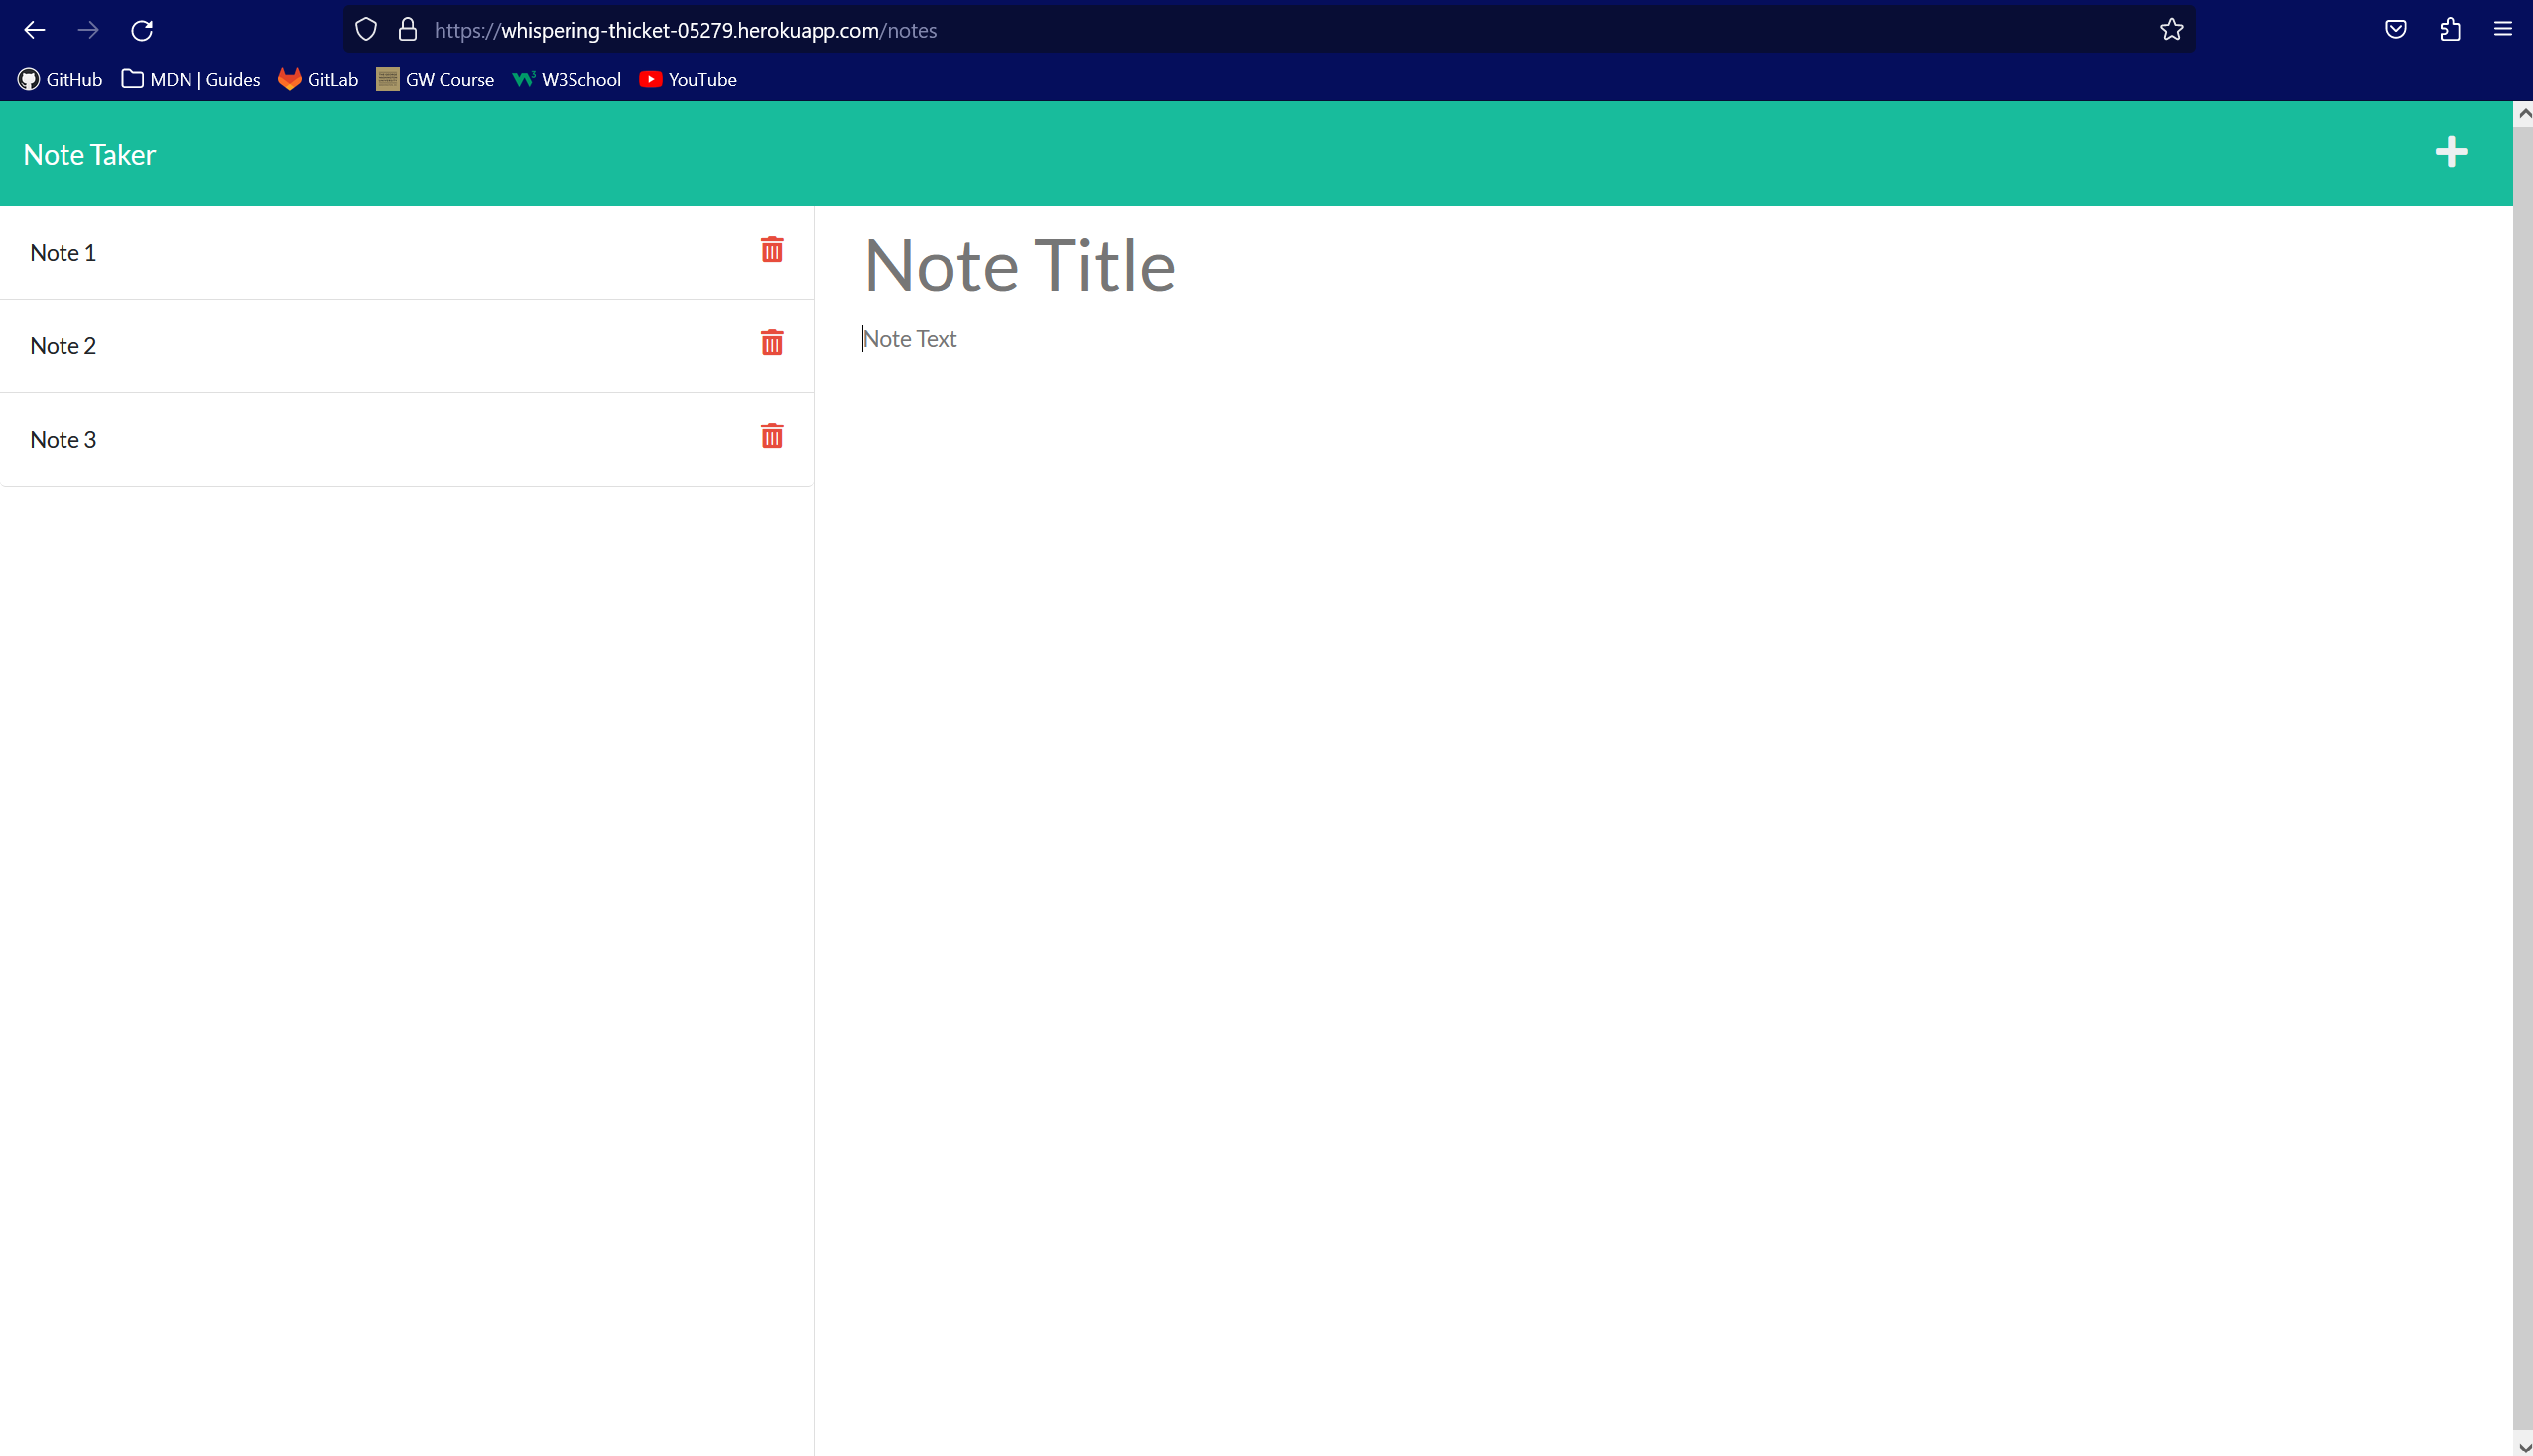 https://whispering-thicket-05279.herokuapp.com/notes
GitHub MDN | Guides GitLab GW Course W3School YouTube
Note Taker
Note 1
Note 2
Note 3
Note Title
Note Text